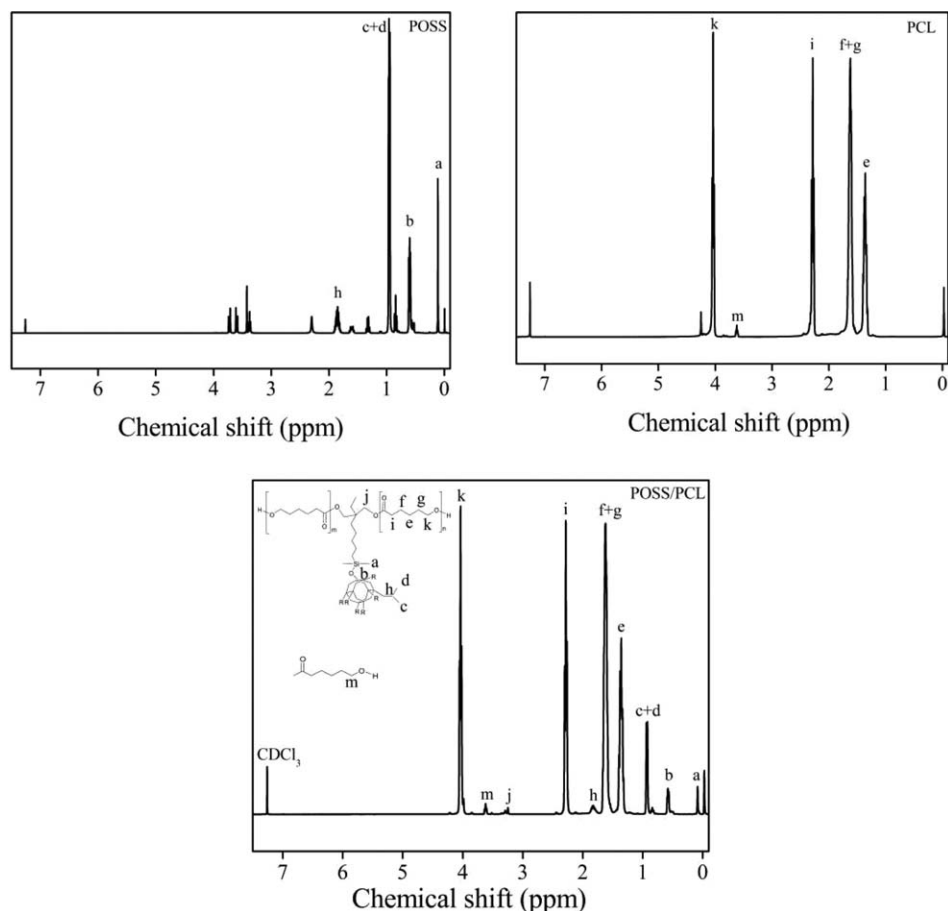 c+d POSS
a
b
h
7 6 5 4 3 2 1 0
Chemical shift (ppm)
k PCL
i f+g
e
m
7 6 5 4 3 2 1 0
Chemical shift (ppm)
POSS/PCL
k i f+g
j f g
H O O O O O H
m n
O O
i e k
a
Si
O
b R d
h
R R R c
R R
O
O H
m
e
c+d
CDCl3
b a
m j h
7 6 5 4 3 2 1 0
Chemical shift (ppm)